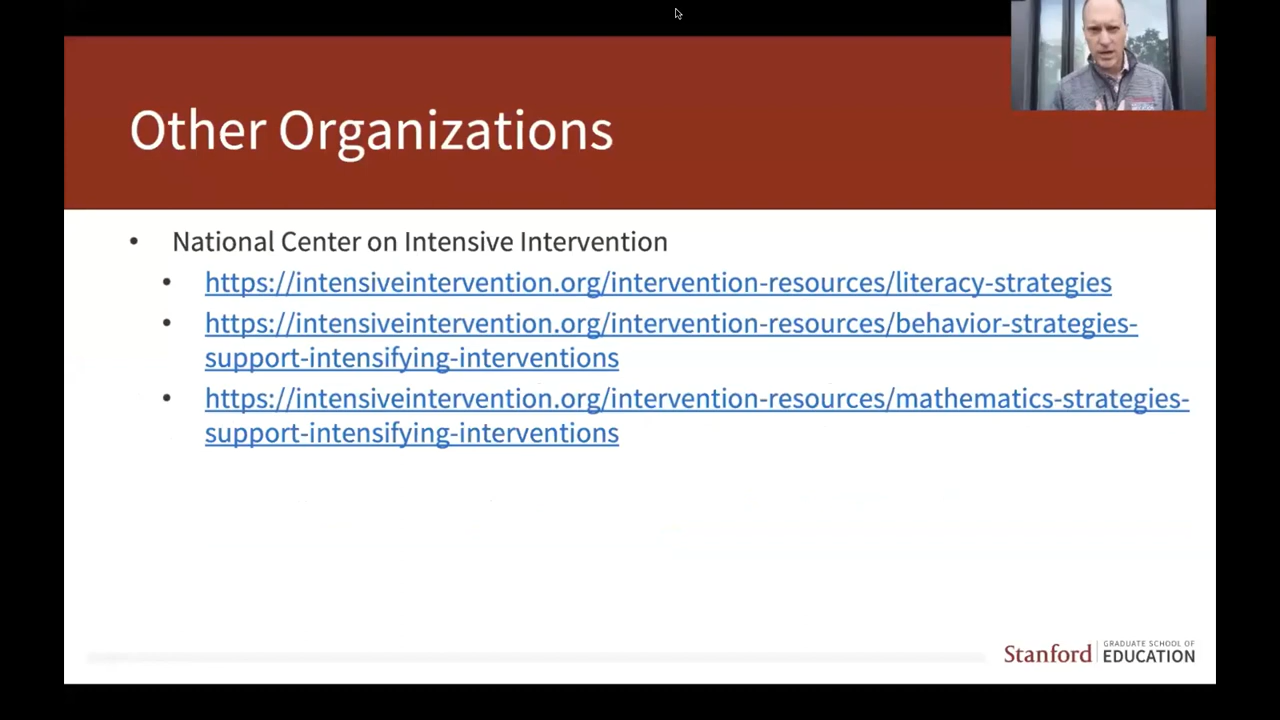 Other Organizations
• National Center on Intensive Intervention
• https://intensiveintervention.org/intervention-resources/literacy-strategies
• https://intensiveintervention.org/intervention-resources/behavior-strategies-
support-intensifying-interventions
• https://intensiveintervention.org/intervention-resources/mathematics-strategies-
support-intensifying-interventions
Stanford
GRADUATE SCHOOL OF
EDUCATION